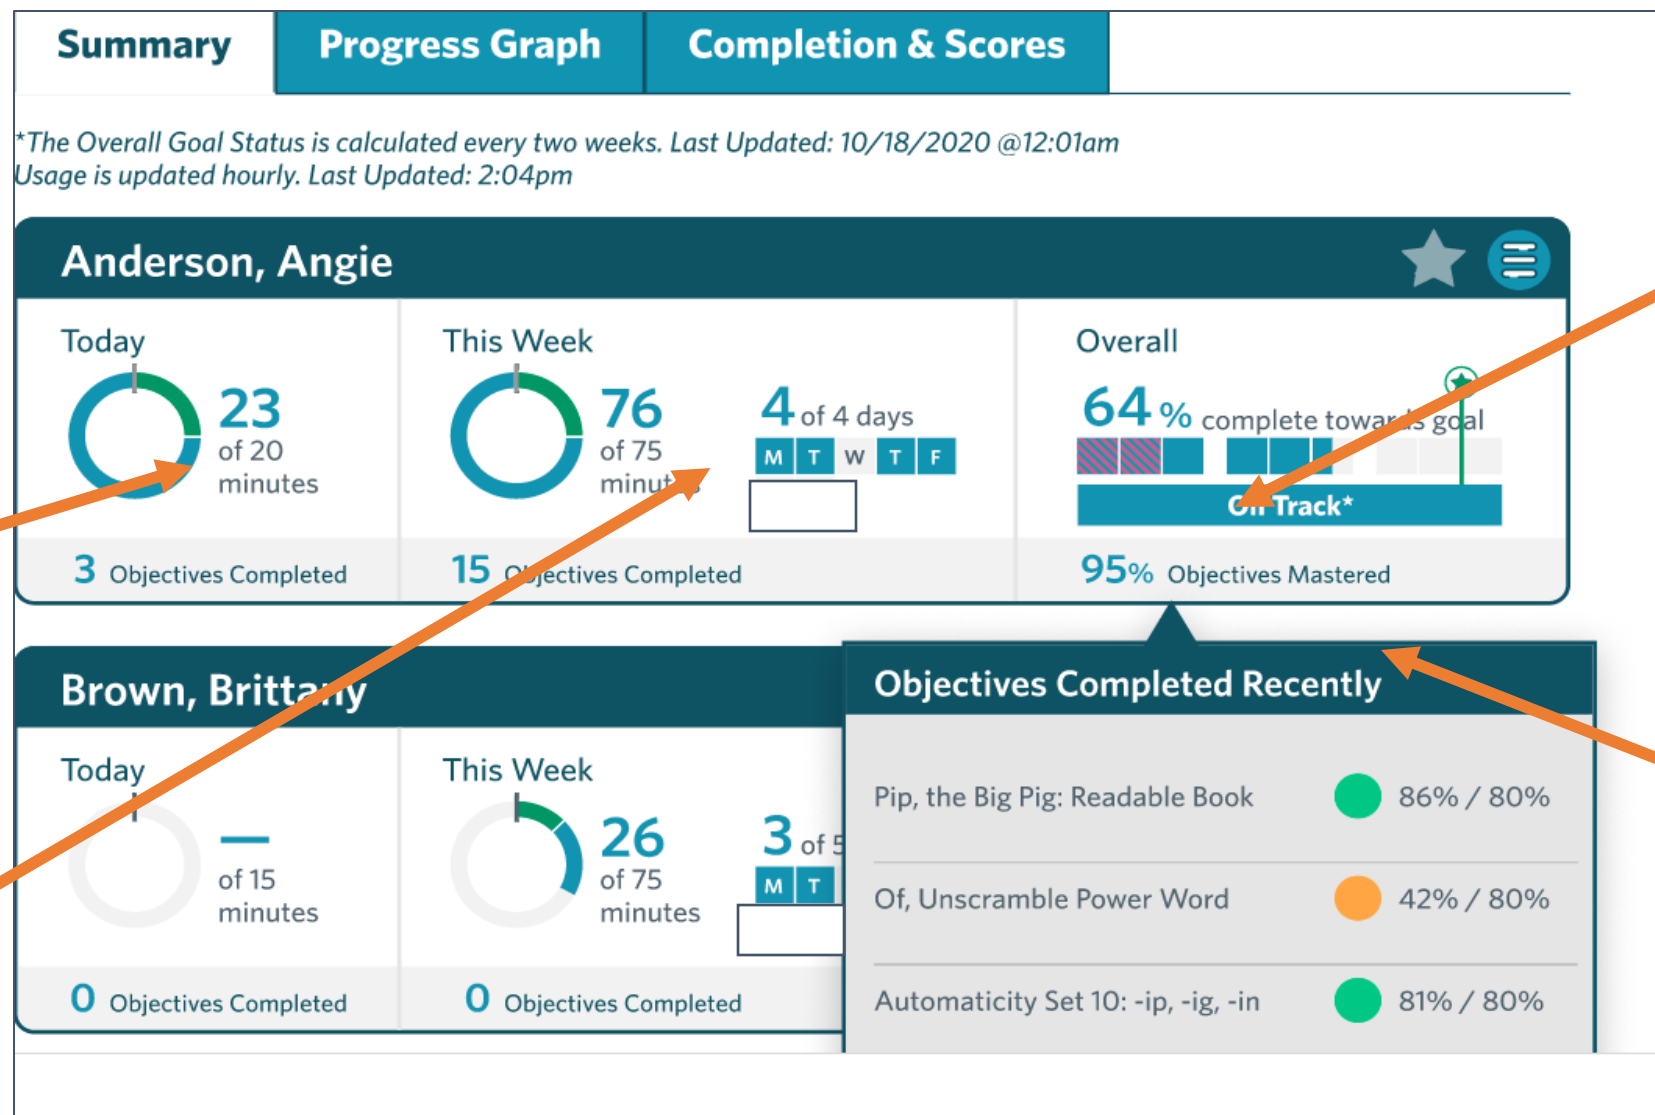 Summary
Progress Graph
Completion & Scores
*The Overall Goal Status is calculated every two weeks. Last Updated: 10/18/2020 @12:01am
Usage is updated hourly. Last Updated: 2:04pm
Anderson, Angie
Today
23
of 20
minutes
3 Objectives Completed
This Week
76
of 75
minutes
4 of 4 days
M T W T F
15 Objectives Completed
Overall
64% complete towards goal
On Track*
95% Objectives Mastered
Brown, Brittany
Today
—
of 15
minutes
0 Objectives Completed
This Week
26
of 75
minutes
3 of 5
M T
0 Objectives Completed
Objectives Completed Recently
Pip, the Big Pig: Readable Book 86% / 80%
Of, Unscramble Power Word 42% / 80%
Automaticity Set 10: -ip, -ig, -in 81% / 80%